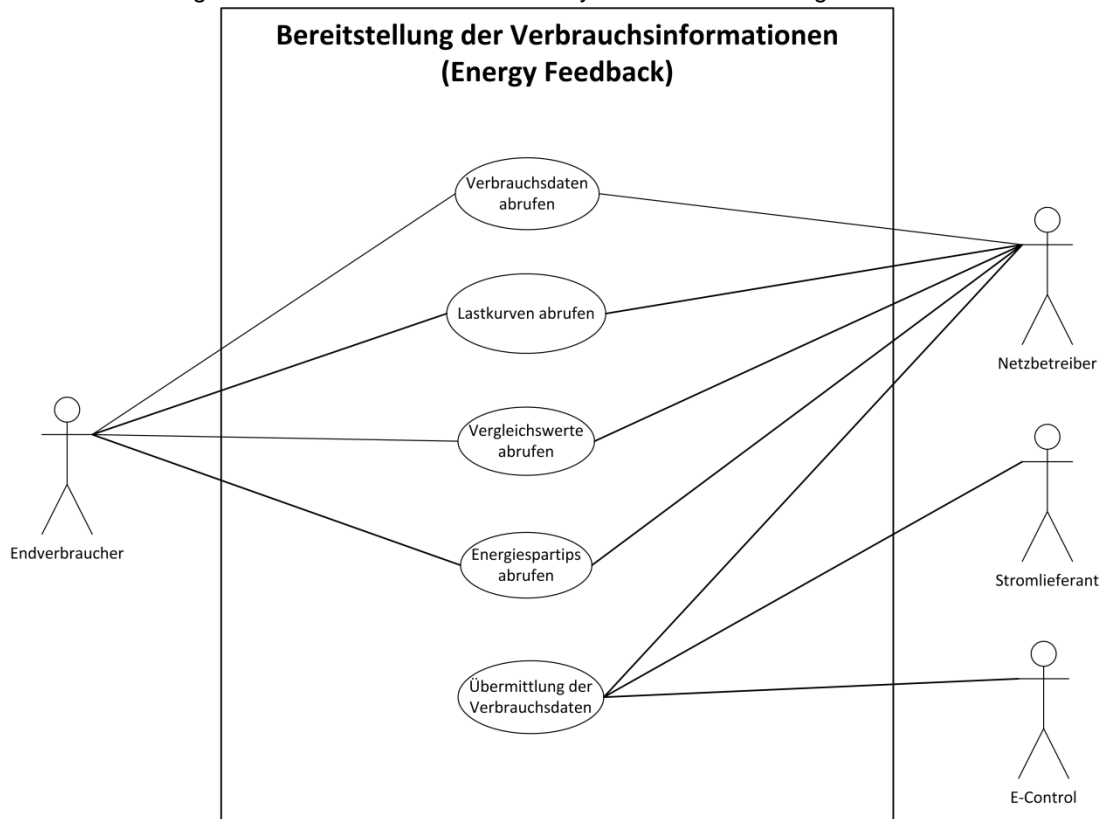 Bereitstellung der Verbrauchsinformationen
(Energy Feedback)
Verbrauchsdaten
abrufen
Lastkurven abrufen
Netzbetreiber
Vergleichswerte
abrufen
Endverbraucher
Energiespartips
abrufen
Stromlieferant
Übermittlung der
Verbrauchsdaten
E-Control